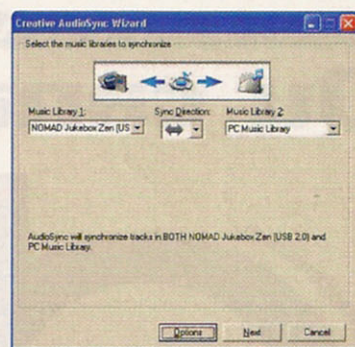 Creative AudioSync Wizard
Select the music libraries to synchronize
Music Library 1: Sync Direction: Music Library 2:
NOMAD Jukebox Zen (US PC Music Library
AudioSync will synchronize tracks in BOTH NOMAD Jukebox Zen (USB 2.0) and
PC Music Library.
Options Next Cancel